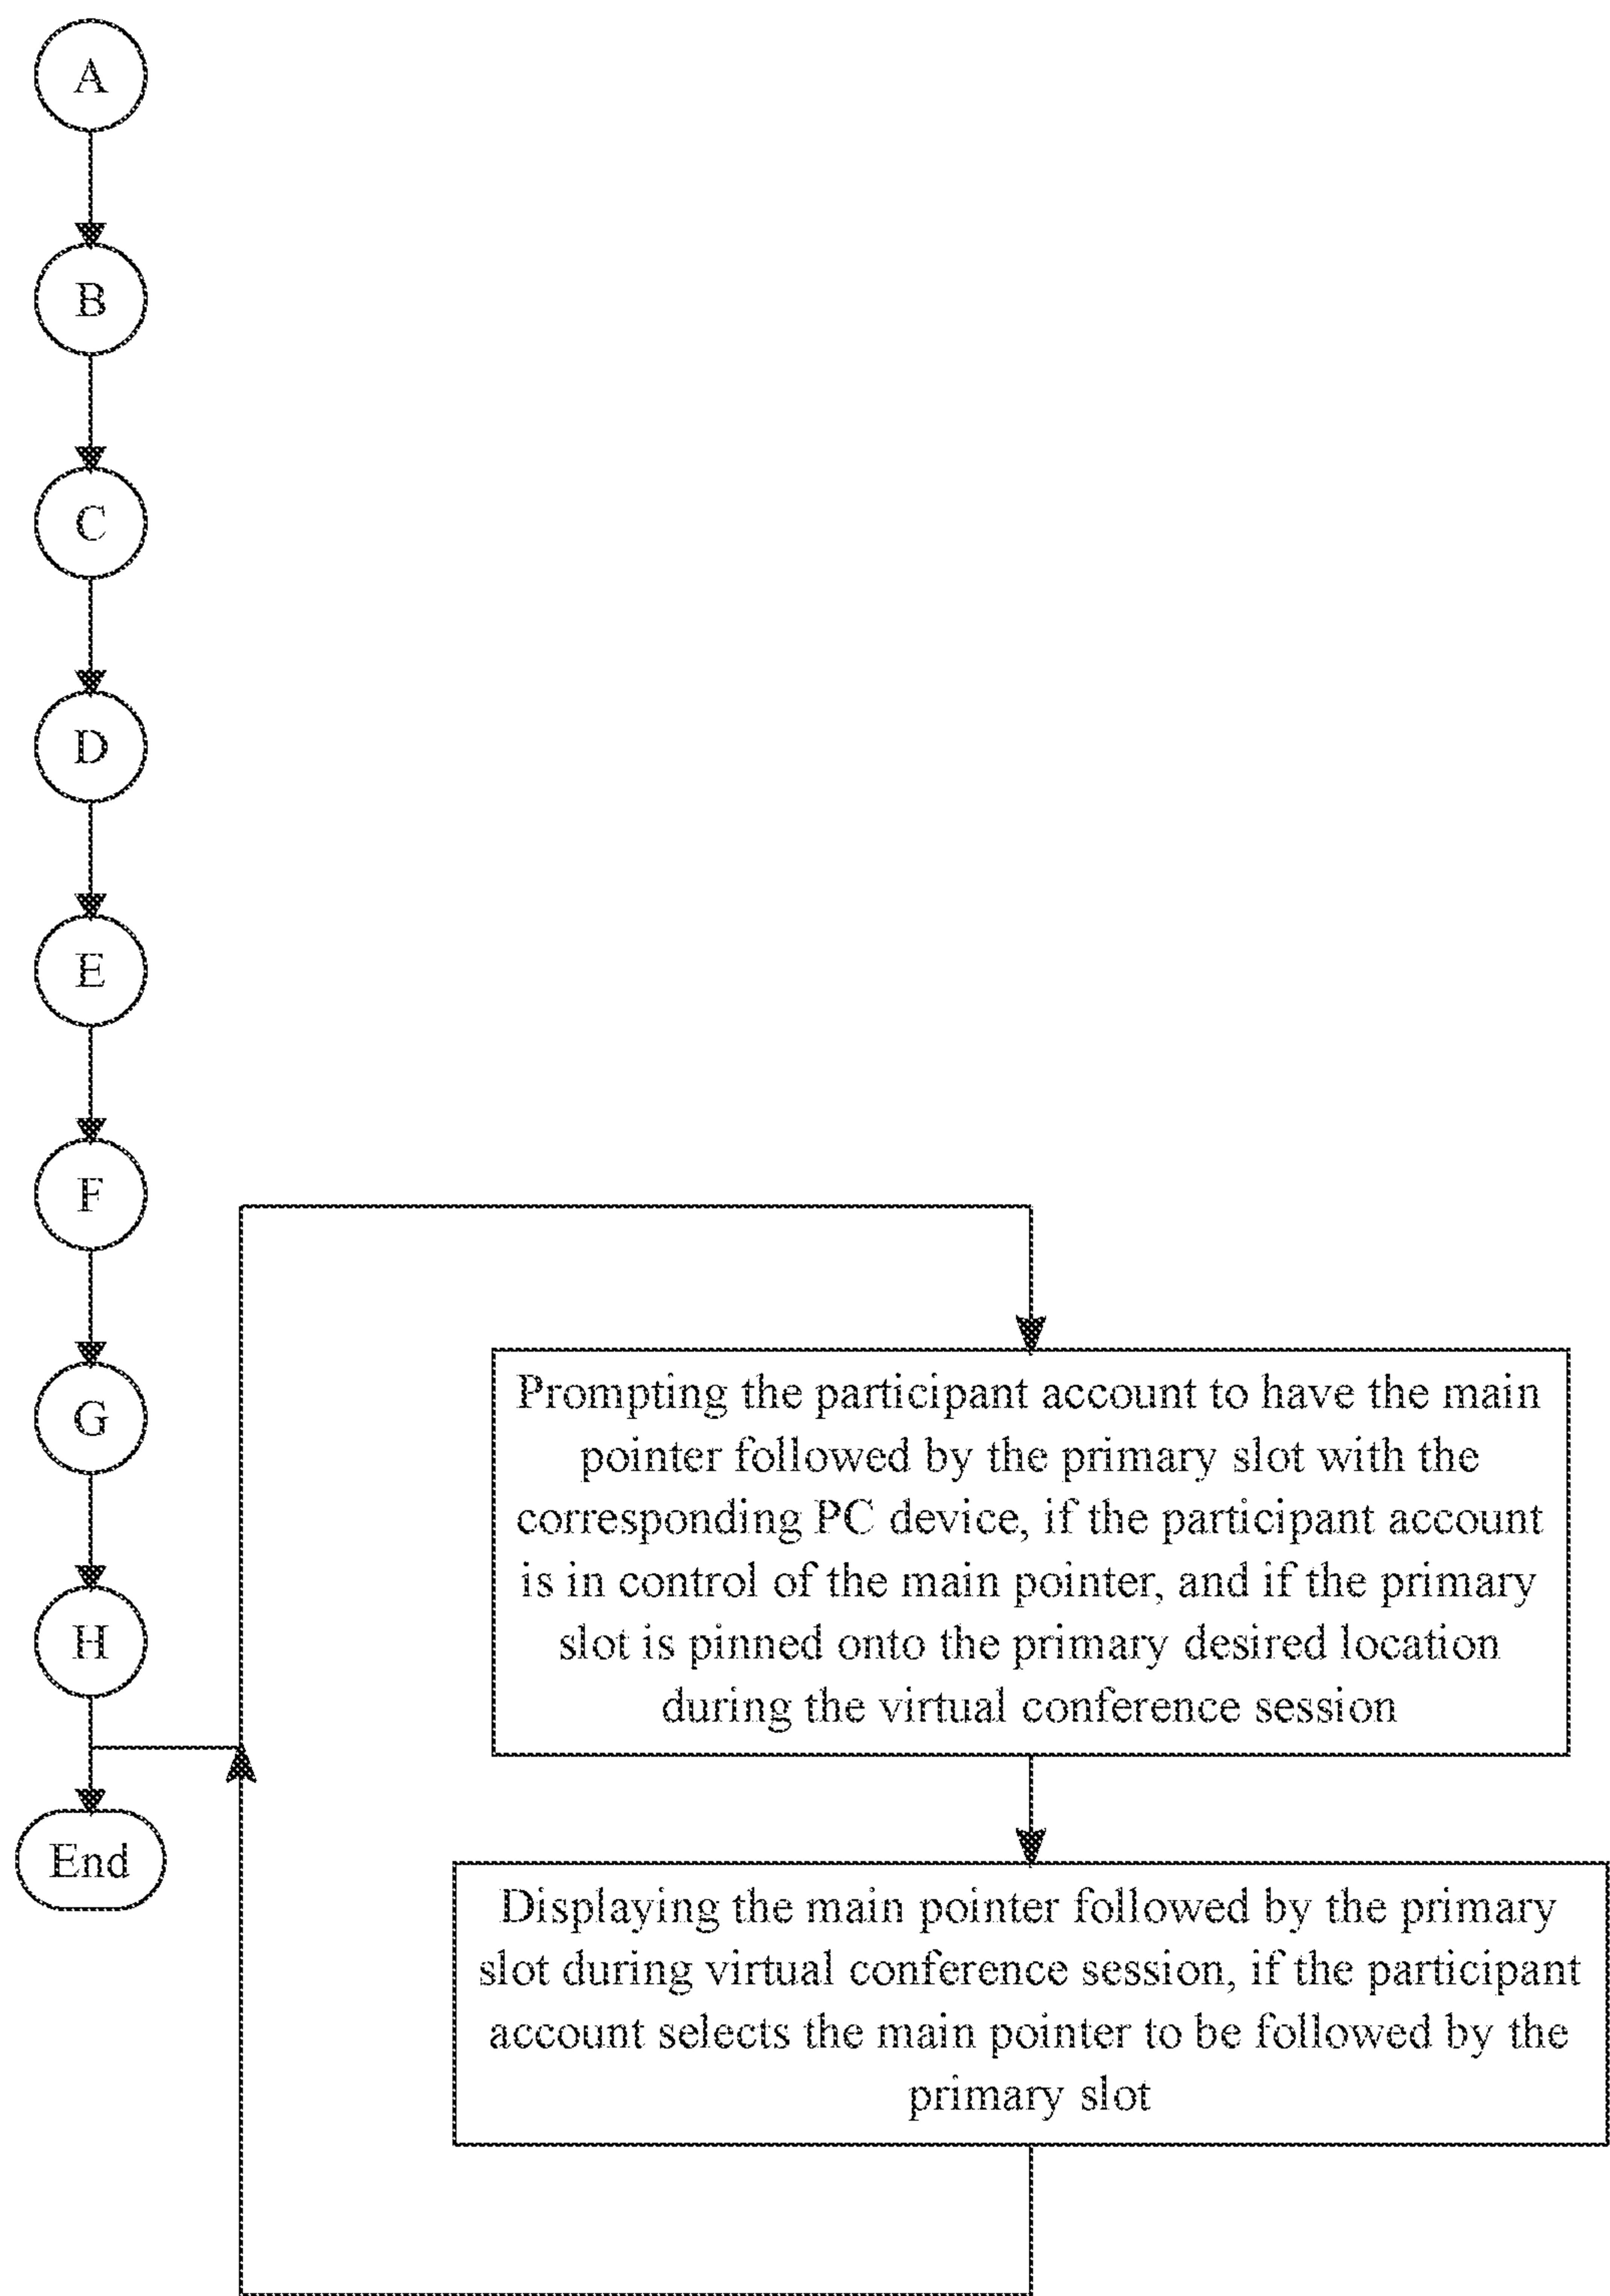 A
B
C
D
E
F
G
H
End
Prompting the participant account to have the main
pointer followed by the primary slot with the
corresponding PC device, if the participant account
is in control of the main pointer, and if the primary
slot is pinned onto the primary desired location
during the virtual conference session
Displaying the main pointer followed by the primary
slot during virtual conference session, if the participant
account selects the main pointer to be followed by the
primary slot